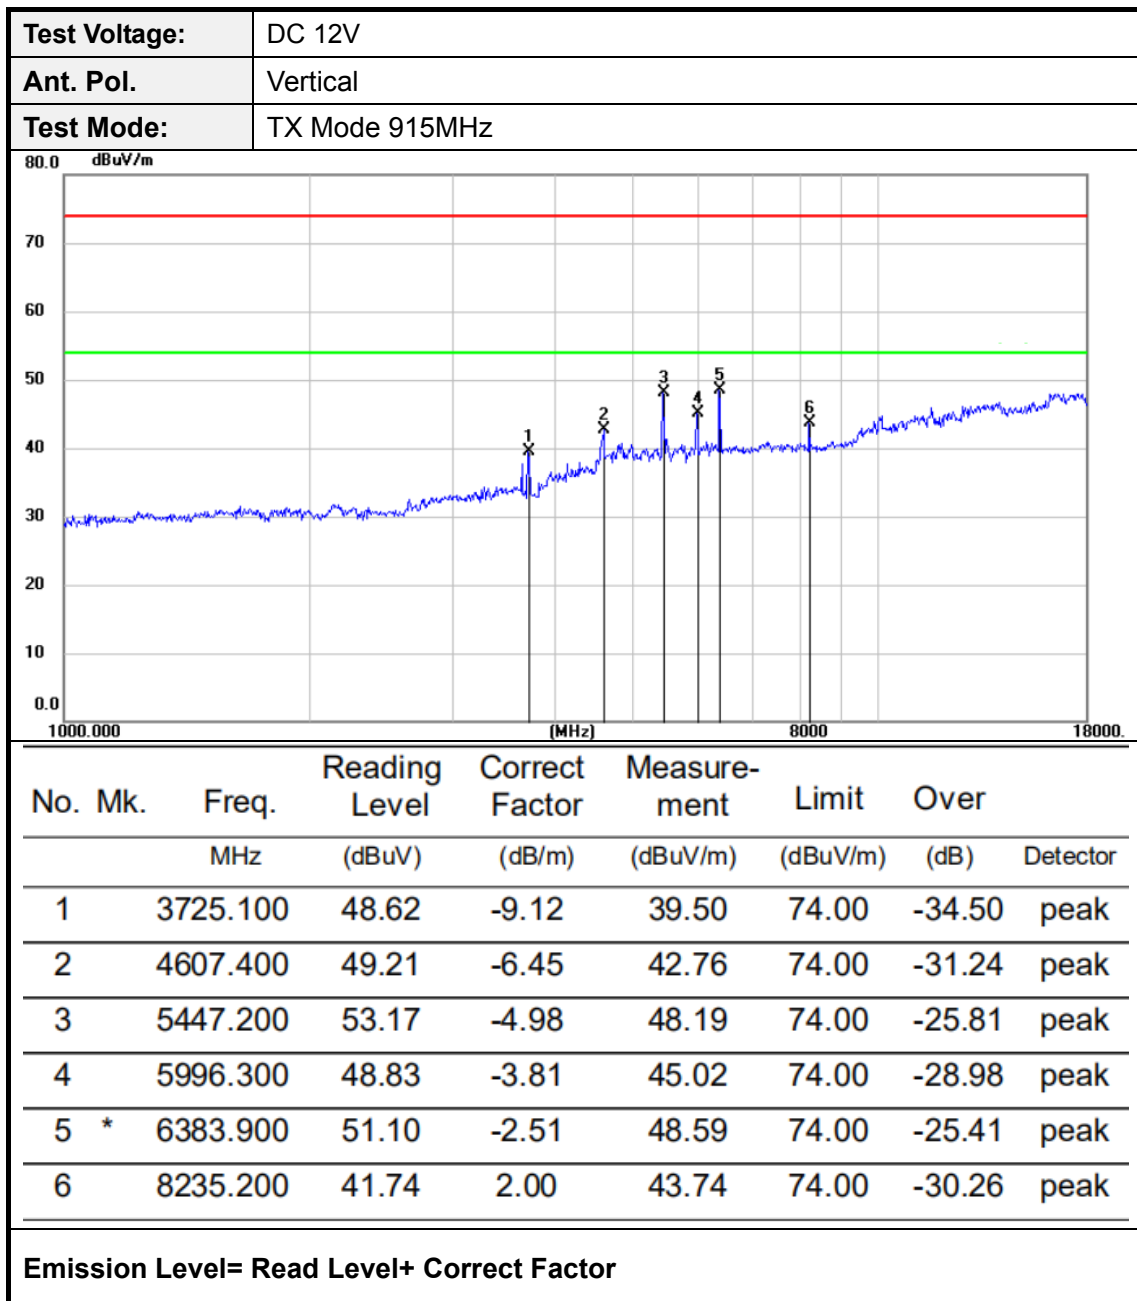 Test Voltage: DC 12V
Ant. Pol. Vertical
Test Mode: TX Mode 915MHz
80.0 dBuV/m
70
60
50
40
30
20
10
0.0
1 2 3 4 5 6
1000.000 (MHz) 8000 18000.
No. Mk. Freq. Reading Level Correct Factor Measure-ment Limit Over
MHz (dBuV) (dB/m) (dBuV/m) (dBuV/m) (dB) Detector
1 3725.100 48.62 -9.12 39.50 74.00 -34.50 peak
2 4607.400 49.21 -6.45 42.76 74.00 -31.24 peak
3 5447.200 53.17 -4.98 48.19 74.00 -25.81 peak
4 5996.300 48.83 -3.81 45.02 74.00 -28.98 peak
5 * 6383.900 51.10 -2.51 48.59 74.00 -25.41 peak
6 8235.200 41.74 2.00 43.74 74.00 -30.26 peak
Emission Level= Read Level+ Correct Factor